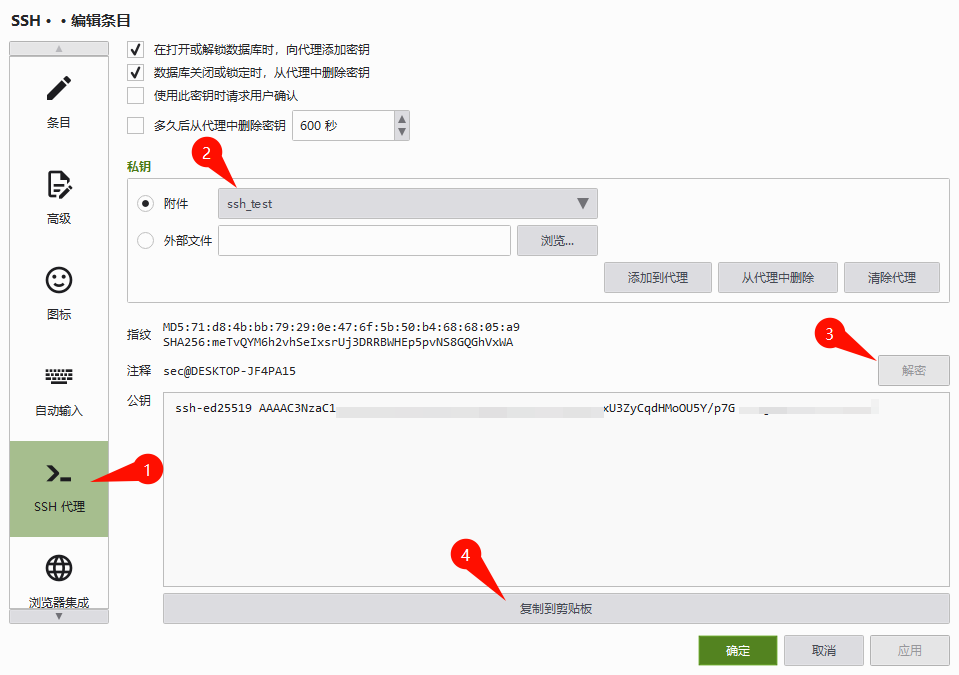 SSH • • 编辑条目
条目
高级
图标
自动输入
SSH 代理
浏览器集成
在打开或解锁数据库时，向代理添加密钥
数据库关闭或锁定时，从代理中删除密钥
使用此密钥时请求用户确认
多久后从代理中删除密钥 600 秒
2
私钥
附件 ssh_test
外部文件 浏览...
添加到代理 从代理中删除 清除代理
指纹 MD5:71:d8:4b:bb:79:29:0e:47:6f:5b:50:b4:68:68:05:a9
SHA256:meTvQYM6h2vhSeIxsrUj3DRRBWHEp5pvNS8GQGhVxWA
3
注释 sec@DESKTOP-JF4PA15 解密
公钥 ssh-ed25519 AAAAC3NzaC1 xU3ZyCqdHMoOU5Y/p7G
1
4
复制到剪贴板
确定 取消 应用